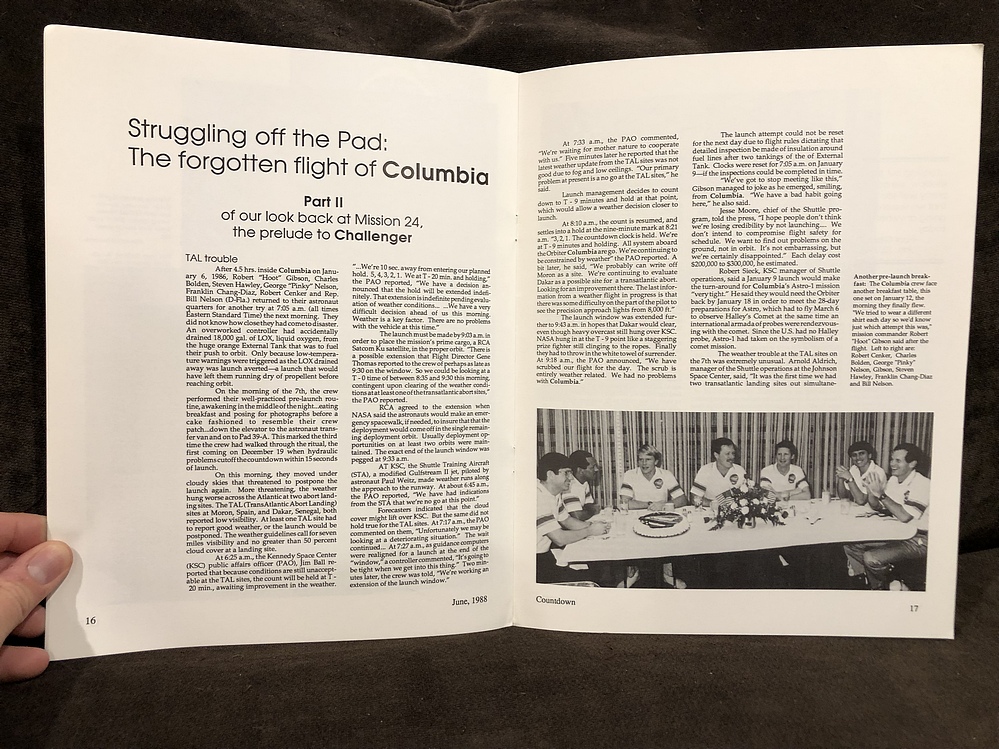 Struggling off the Pad:
The forgotten flight of Columbia
Part II
of our look back at Mission 24,
the prelude to Challenger
TAL trouble
After 4.5 hrs. inside Columbia on Janu-
ary 6, 1986, Robert "Hoot" Gibson, Charles
Bolden, Steven Hawley, George "Pinky" Nelson,
Franklin Chang-Diaz, Robert Cenker and Rep.
Bill Nelson (D-Fla.) returned to their astronaut
quarters for another try at 7:05 a.m. (all times
Eastern Standard Time) the next morning. They
did not know how close they had come to disaster.
An overworked controller had accidentally
drained 18,000 gal. of LOX, liquid oxygen, from
the huge orange External Tank that was to fuel
their push to orbit. Only because low-tempera-
ture warnings were triggered as the LOX drained
away was launch averted—a launch that would
have left them running dry of propellent before
reaching orbit.
On the morning of the 7th, the crew
performed their well-practiced pre-launch rou-
tine, awakening in the middle of the night...eating
breakfast and posing for photographs before a
cake fashioned to resemble their crew
patch...down the elevator to the astronaut trans-
fer van and on to Pad 39-A. This marked the third
time the crew had walked through the ritual, the
first coming on December 19 when hydraulic
problems cut off the countdown within 15 seconds
of launch.
On this morning, they moved under
cloudy skies that threatened to postpone the
launch again. More threatening, the weather
hung worse across the Atlantic at two abort land-
ing sites. The TAL (TransAtlantic Abort Landing)
sites at Moron, Spain, and Dakar, Senegal, both
reported low visibility. At least one TAL site had
to report good weather, or the launch would be
postponed. The weather guidelines call for seven
miles visibility and no greater than 50 percent
cloud cover at a landing site.
At 6:25 a.m., the Kennedy Space Center
(KSC) public affairs officer (PAO), Jim Ball re-
ported that because conditions are still unaccept-
able at the TAL sites, the count will be held at T -
20 min., awaiting improvement in the weather.
"...We're 10 sec. away from entering our planned
hold. 5, 4, 3, 2, 1. We at T - 20 min. and holding,"
the PAO reported, "We have a decision an-
nounced that the hold will be extended indefi-
nitely. That extension is indefinite pending evalu-
ation of weather conditions... ...We have a very
difficult decision ahead of us this morning.
Weather is a key factor. There are no problems
with the vehicle at this time."
The launch must be made by 9:03 a.m. in
order to place the mission's prime cargo, a RCA
Satcom Ku satellite, in the proper orbit. "There is
a possible extension that Flight Director Gene
Thomas reported to the crew of perhaps as late as
9:30 on the window. So we could be looking at a
T - 0 time of between 8:35 and 9:30 this morning,
contingent upon clearing of the weather condi-
tions at at least one of the transatlantic abort sites,"
the PAO reported.
RCA agreed to the extension when
NASA said the astronauts would make an emer-
gency spacewalk, if needed, to insure that that the
deployment would come off in the single remain-
ing deployment orbit. Usually deployment op-
portunities on at least two orbits were main-
tained. The exact end of the launch window was
pegged at 9:33 a.m.
AT KSC, the Shuttle Training Aircraft
(STA), a modified Gulfstream II jet, piloted by
astronaut Paul Weitz, made weather runs along
the approach to the runway. At about 6:45 a.m.,
the PAO reported, "We have had indications
from the STA that we're no go at this point."
Forecasters indicated that the cloud
cover might lift over KSC. But the same did not
hold true for the TAL sites. At 7:17 a.m., the PAO
commented on them, "Unfortunately we may be
looking at a deteriorating situation." The wait
continued... At 7:27 a.m., as guidance computers
were realigned for a launch at the end of the
"window," a controller commented, "It's going to
be tight when we get into this thing." Two min-
utes later, the crew was told, "We're working an
extension of the launch window."
16
June, 1988
At 7:33 a.m., the PAO commented,
"We're waiting for mother nature to cooperate
with us." Five minutes later he reported that the
latest weather update from the TAL sites was not
good due to fog and low ceilings. "Our primary
problem at present is a no go at the TAL sites," he
said.
Launch management decides to count
down to T - 9 minutes and hold at that point,
which would allow a weather decision closer to
launch.
At 8:10 a.m., the count is resumed, and
settles into a hold at the nine-minute mark at 8:21
a.m. "3, 2, 1. The countdown clock is held. We're
at T - 9 minutes and holding. All system aboard
the Orbiter Columbia are go. We're continuing to
be constrained by weather" the PAO reported. A
bit later, he said, "We probably can write off
Moron as a site. We're continuing to evaluate
Dakar as a possible site for a transatlantic abort.
Looking for an improvement there. The last infor-
mation from a weather flight in progress is that
there was some difficulty on the part of the pilot to
see the precision approach lights from 8,000 ft."
The launch window was extended fur-
ther to 9:43 a.m. in hopes that Dakar would clear,
even though heavy overcast still hung over KSC.
NASA hung in at the T - 9 point like a staggering
prize fighter still clinging to the ropes. Finally
they had to throw in the white towel of surrender.
At 9:18 a.m., the PAO announced, "We have
scrubbed our flight for the day. The scrub is
entirely weather related. We had no problems
with Columbia."
The launch attempt could not be reset
for the next day due to flight rules dictating that
detailed inspection be made of insulation around
fuel lines after two tankings of the of External
Tank. Clocks were reset for 7:05 a.m. on January
9—if the inspections could be completed in time.
"We've got to stop meeting like this,"
Gibson managed to joke as he emerged, smiling,
from Columbia. "We have a bad habit going
here," he also said.
Jesse Moore, chief of the Shuttle pro-
gram, told the press, "I hope people don't think
we're losing credibility by not launching.... We
don't intend to compromise flight safety for
schedule. We want to find out problems on the
ground, not in orbit. It's not embarrassing, but
we're certainly disappointed." Each delay cost
$200,000 to $300,000, he estimated.
Robert Sieck, KSC manager of Shuttle
operations, said a January 9 launch would make
the turn-around for Columbia's Astro-1 mission
"very tight." He said they would need the Orbiter
back by January 18 in order to meet the 28-day
preparations for Astro, which had to fly March 6
to observe Halley's Comet at the same time an
international armada of probes were rendezvous-
ing with the comet. Since the U.S. had no Halley
probe, Astro-1 had taken on the symbolism of a
comet mission.
The weather trouble at the TAL sites on
the 7th was extremely unusual. Arnold Aldrich,
manager of the Shuttle operations at the Johnson
Space Center, said, "It was the first time we had
two transatlantic landing sites out simultane-
Another pre-launch break-
fast: The Columbia crew face
another breakfast table, this
one set on January 12, the
morning they finally flew.
"We tried to wear a different
shirt each day so we'd know
just which attempt this was,"
mission commander Robert
"Hoot" Gibson said after the
flight. Left to right are:
Robert Cenker, Charles
Bolden, George "Pinky"
Nelson, Gibson, Steven
Hawley, Franklin Chang-Diaz
and Bill Nelson.
Countdown
17